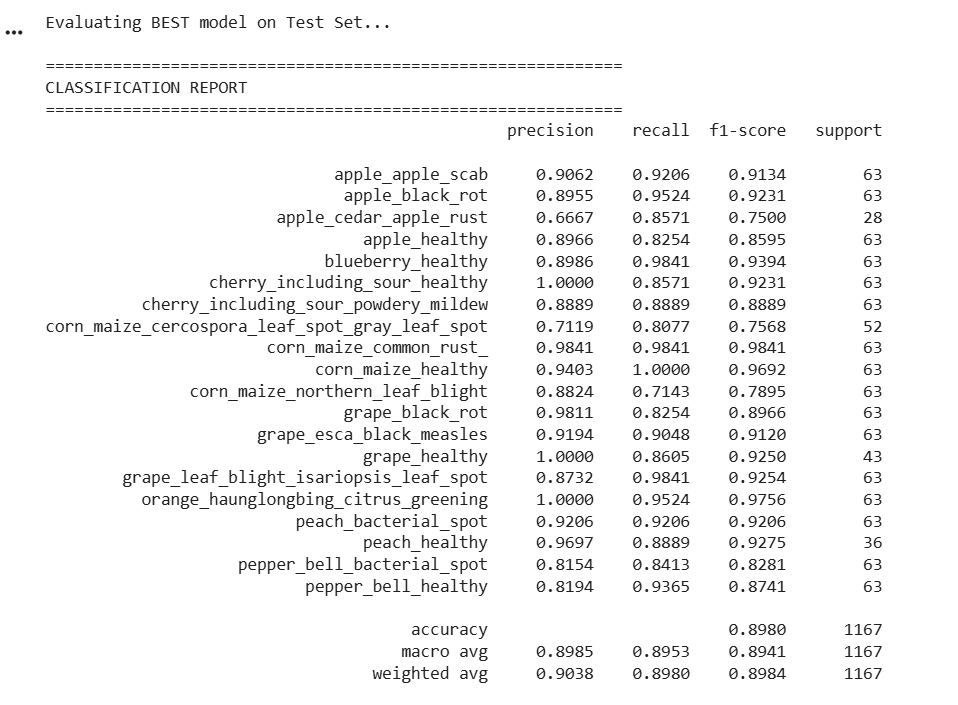 Evaluating BEST model on Test Set...
...
============================================================
CLASSIFICATION REPORT
============================================================
precision recall f1-score support
apple_apple_scab 0.9062 0.9206 0.9134 63
apple_black_rot 0.8955 0.9524 0.9231 63
apple_cedar_apple_rust 0.6667 0.8571 0.7500 28
apple_healthy 0.8966 0.8254 0.8595 63
blueberry_healthy 0.8986 0.9841 0.9394 63
cherry_including_sour_healthy 1.0000 0.8571 0.9231 63
cherry_including_sour_powdery_mildew 0.8889 0.8889 0.8889 63
corn_maize_cercospora_leaf_spot_gray_leaf_spot 0.7119 0.8077 0.7568 52
corn_maize_common_rust_ 0.9841 0.9841 0.9841 63
corn_maize_healthy 0.9403 1.0000 0.9692 63
corn_maize_northern_leaf_blight 0.8824 0.7143 0.7895 63
grape_black_rot 0.9811 0.8254 0.8966 63
grape_esca_black_measles 0.9194 0.9048 0.9120 63
grape_healthy 1.0000 0.8605 0.9250 43
grape_leaf_blight_isariopsis_leaf_spot 0.8732 0.9841 0.9254 63
orange_haunglongbing_citrus_greening 1.0000 0.9524 0.9756 63
peach_bacterial_spot 0.9206 0.9206 0.9206 63
peach_healthy 0.9697 0.8889 0.9275 36
pepper_bell_bacterial_spot 0.8154 0.8413 0.8281 63
pepper_bell_healthy 0.8194 0.9365 0.8741 63
accuracy 0.8980 1167
macro avg 0.8985 0.8953 0.8941 1167
weighted avg 0.9038 0.8980 0.8984 1167